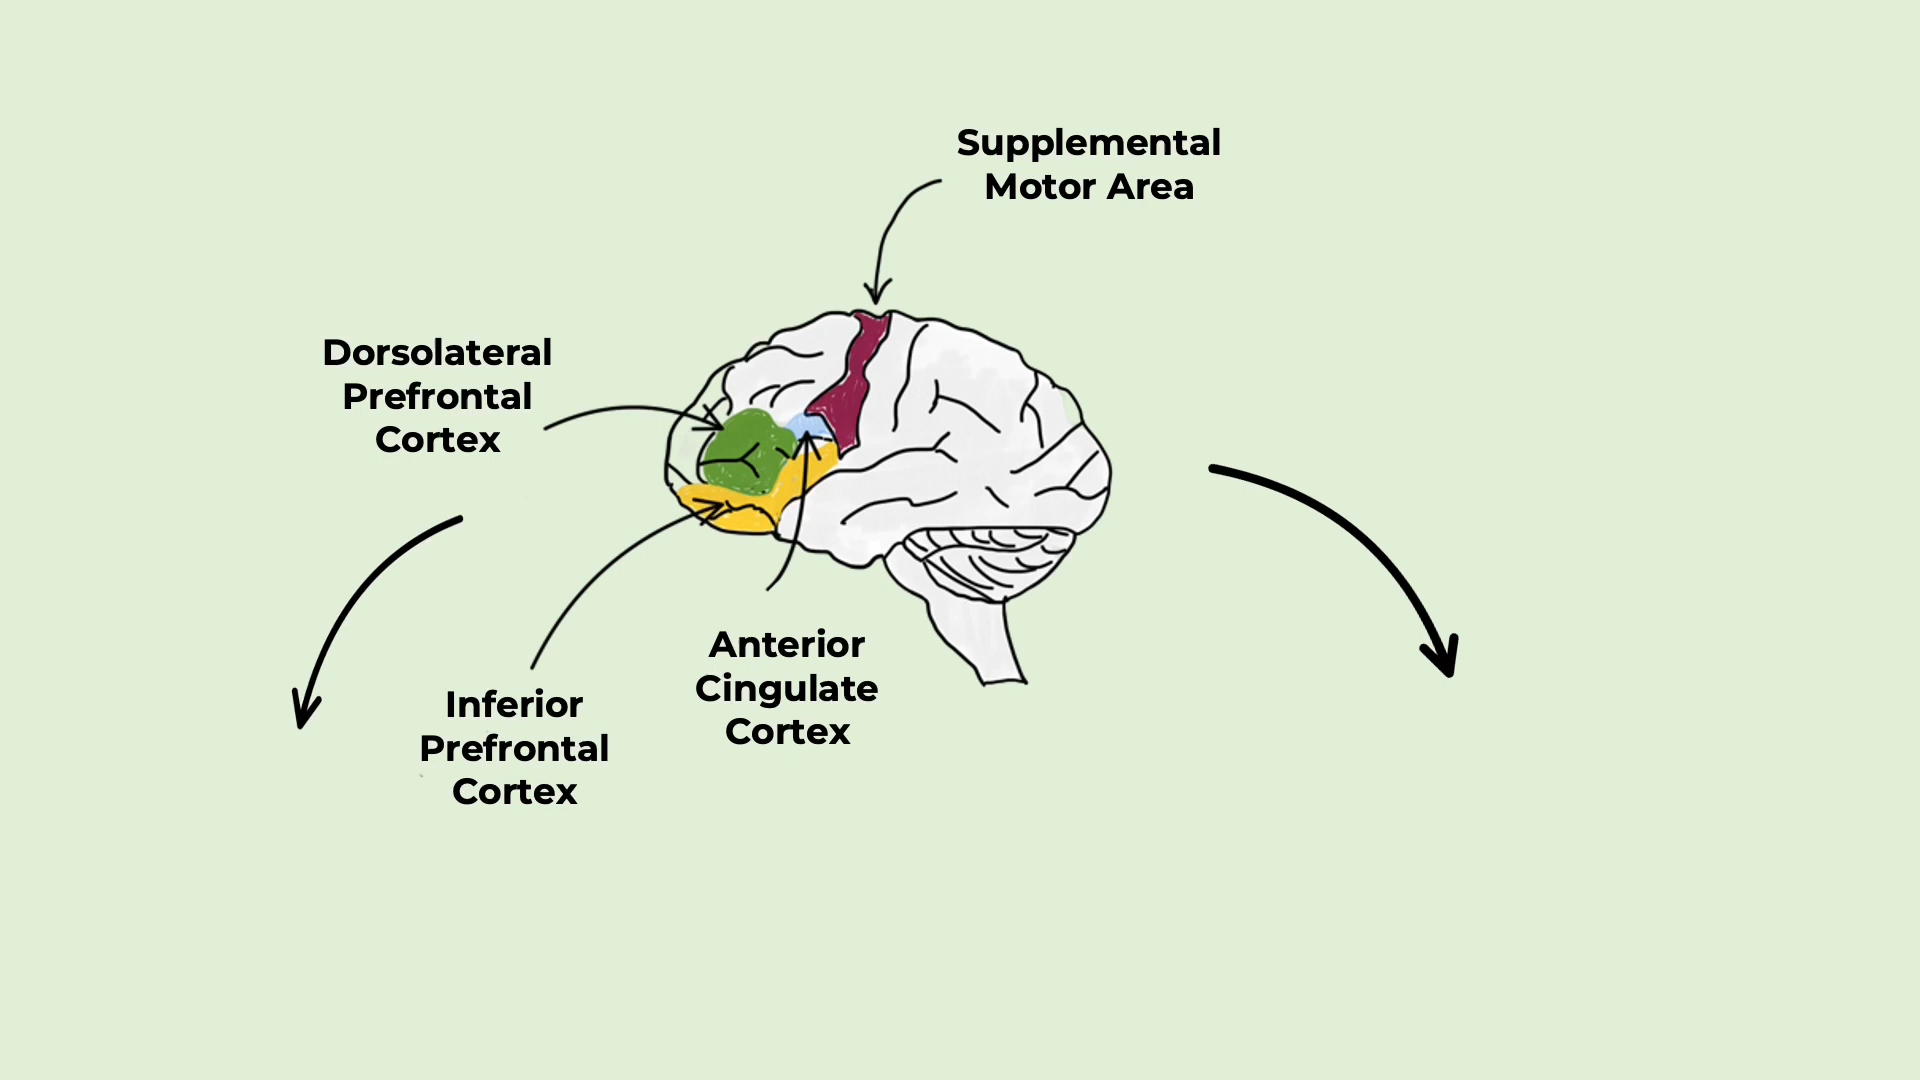 Supplemental
Motor Area
Dorsolateral
Prefrontal
Cortex
Anterior
Cingulate
Cortex
Inferior
Prefrontal
Cortex